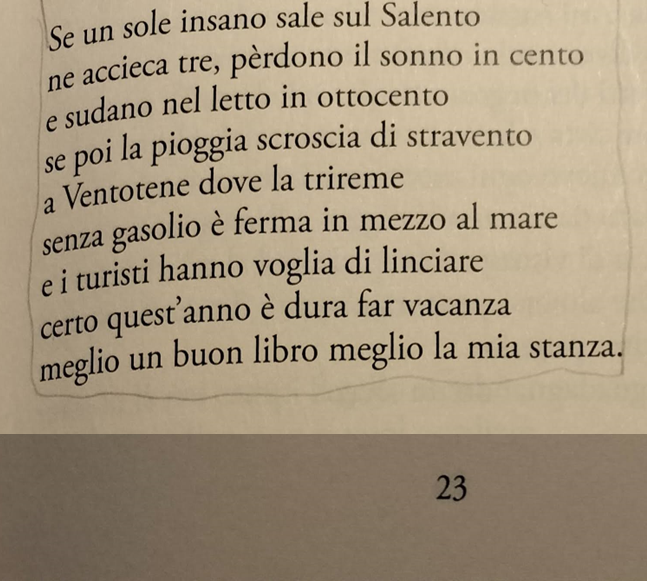 Se un sole insano sale sul Salento
ne accieca tre, pèrdono il sonno in cento
e sudano nel letto in ottocento
se poi la pioggia scroscia di stravento
a Ventotene dove la trireme
senza gasolio è ferma in mezzo al mare
e i turisti hanno voglia di linciare
certo quest'anno è dura far vacanza
meglio un buon libro meglio la mia stanza.
23